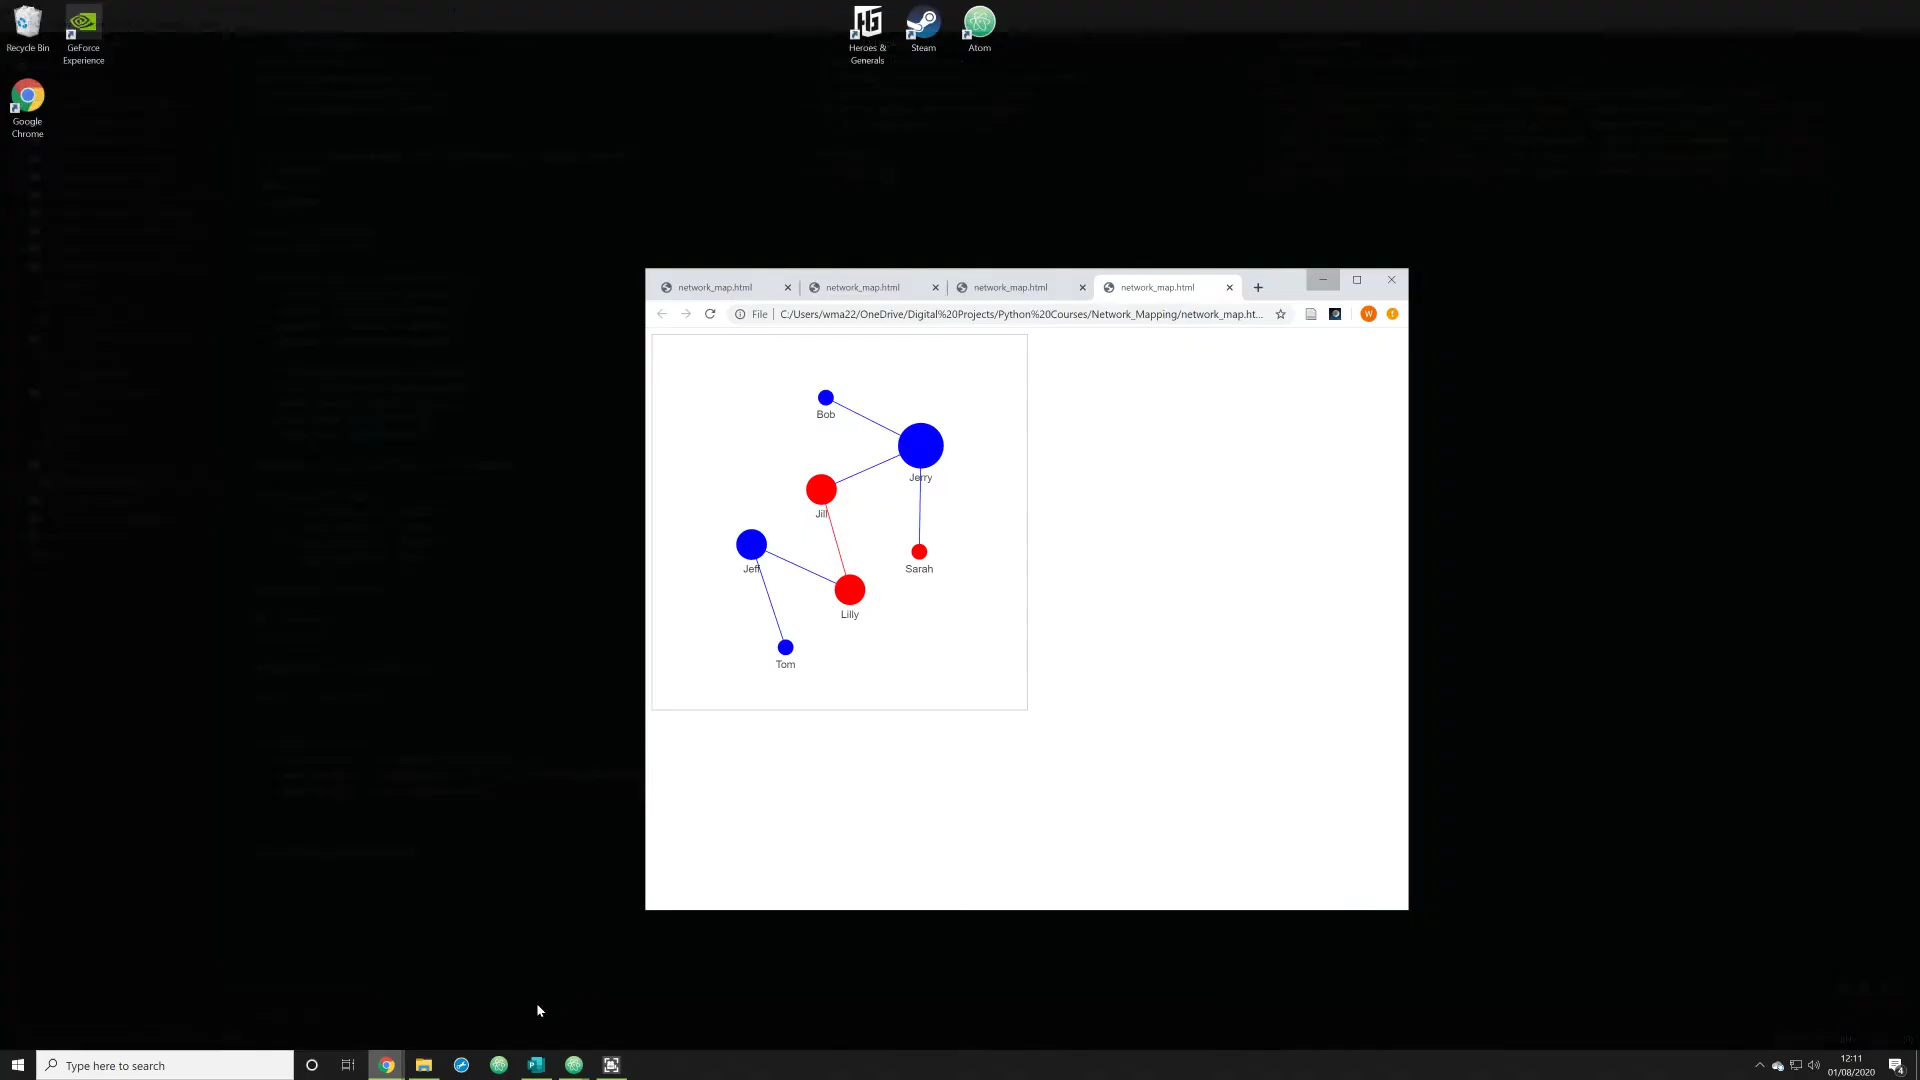 Recycle Bin
GeForce
Experience
Heroes &
Generals
Steam
Atom
Google
Chrome
network_map.html
network_map.html
network_map.html
network_map.html
File
C:/Users/wma22/OneDrive/Digital%20Projects/Python%20Courses/Network_Mapping/network_map.ht...
W
Bob
Jerry
Jill
Jeff
Sarah
Lilly
Tom
Type here to search
12:11
01/08/2020
4